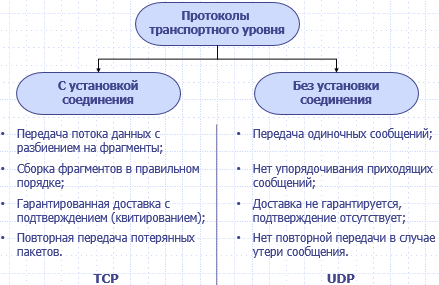 Протоколы
транспортного уровня
С установкой
соединения
Без установки
соединения
• Передача потока данных с
разбиением на фрагменты;
• Сборка фрагментов в правильном
порядке;
• Гарантированная доставка с
подтверждением (квитированием);
• Повторная передача потерянных
пакетов.
TCP
• Передача одиночных сообщений;
• Нет упорядочивания приходящих
сообщений;
• Доставка не гарантируется,
подтверждение отсутствует;
• Нет повторной передачи в случае
утери сообщения.
UDP